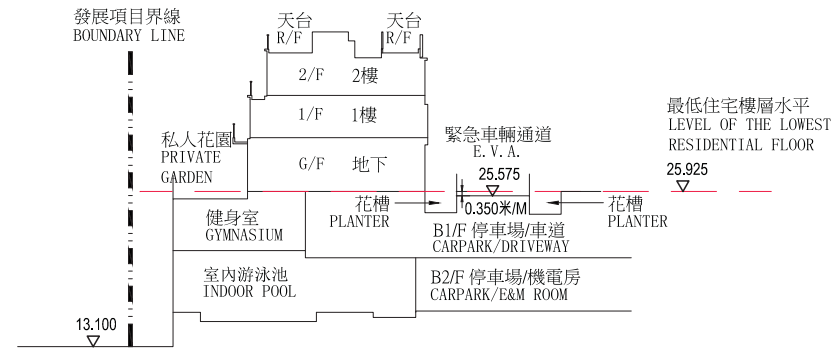 發展項目界線
BOUNDARY LINE
天台
R/F
天台
R/F
2/F 2樓
1/F 1樓
G/F 地下
私人花園
PRIVATE
GARDEN
緊急車輛通道
E.V.A.
25.575
0.350米/M
最低住宅樓層水平
LEVEL OF THE LOWEST
RESIDENTIAL FLOOR
25.925
花槽
PLANTER
花槽
PLANTER
健身室
GYMNASIUM
B1/F 停車場/車道
CARPARK/DRIVEWAY
室內游泳池
INDOOR POOL
B2/F 停車場/機電房
CARPARK/E&M ROOM
13.100